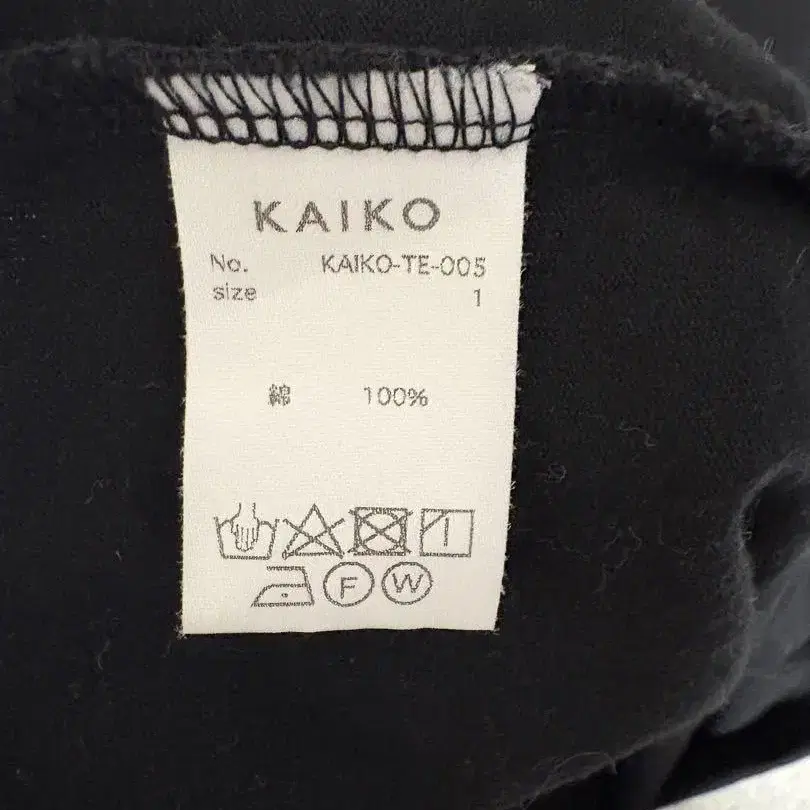 KAIKO
No. KAIKO-TE-005
size 1
綿 100%
F W